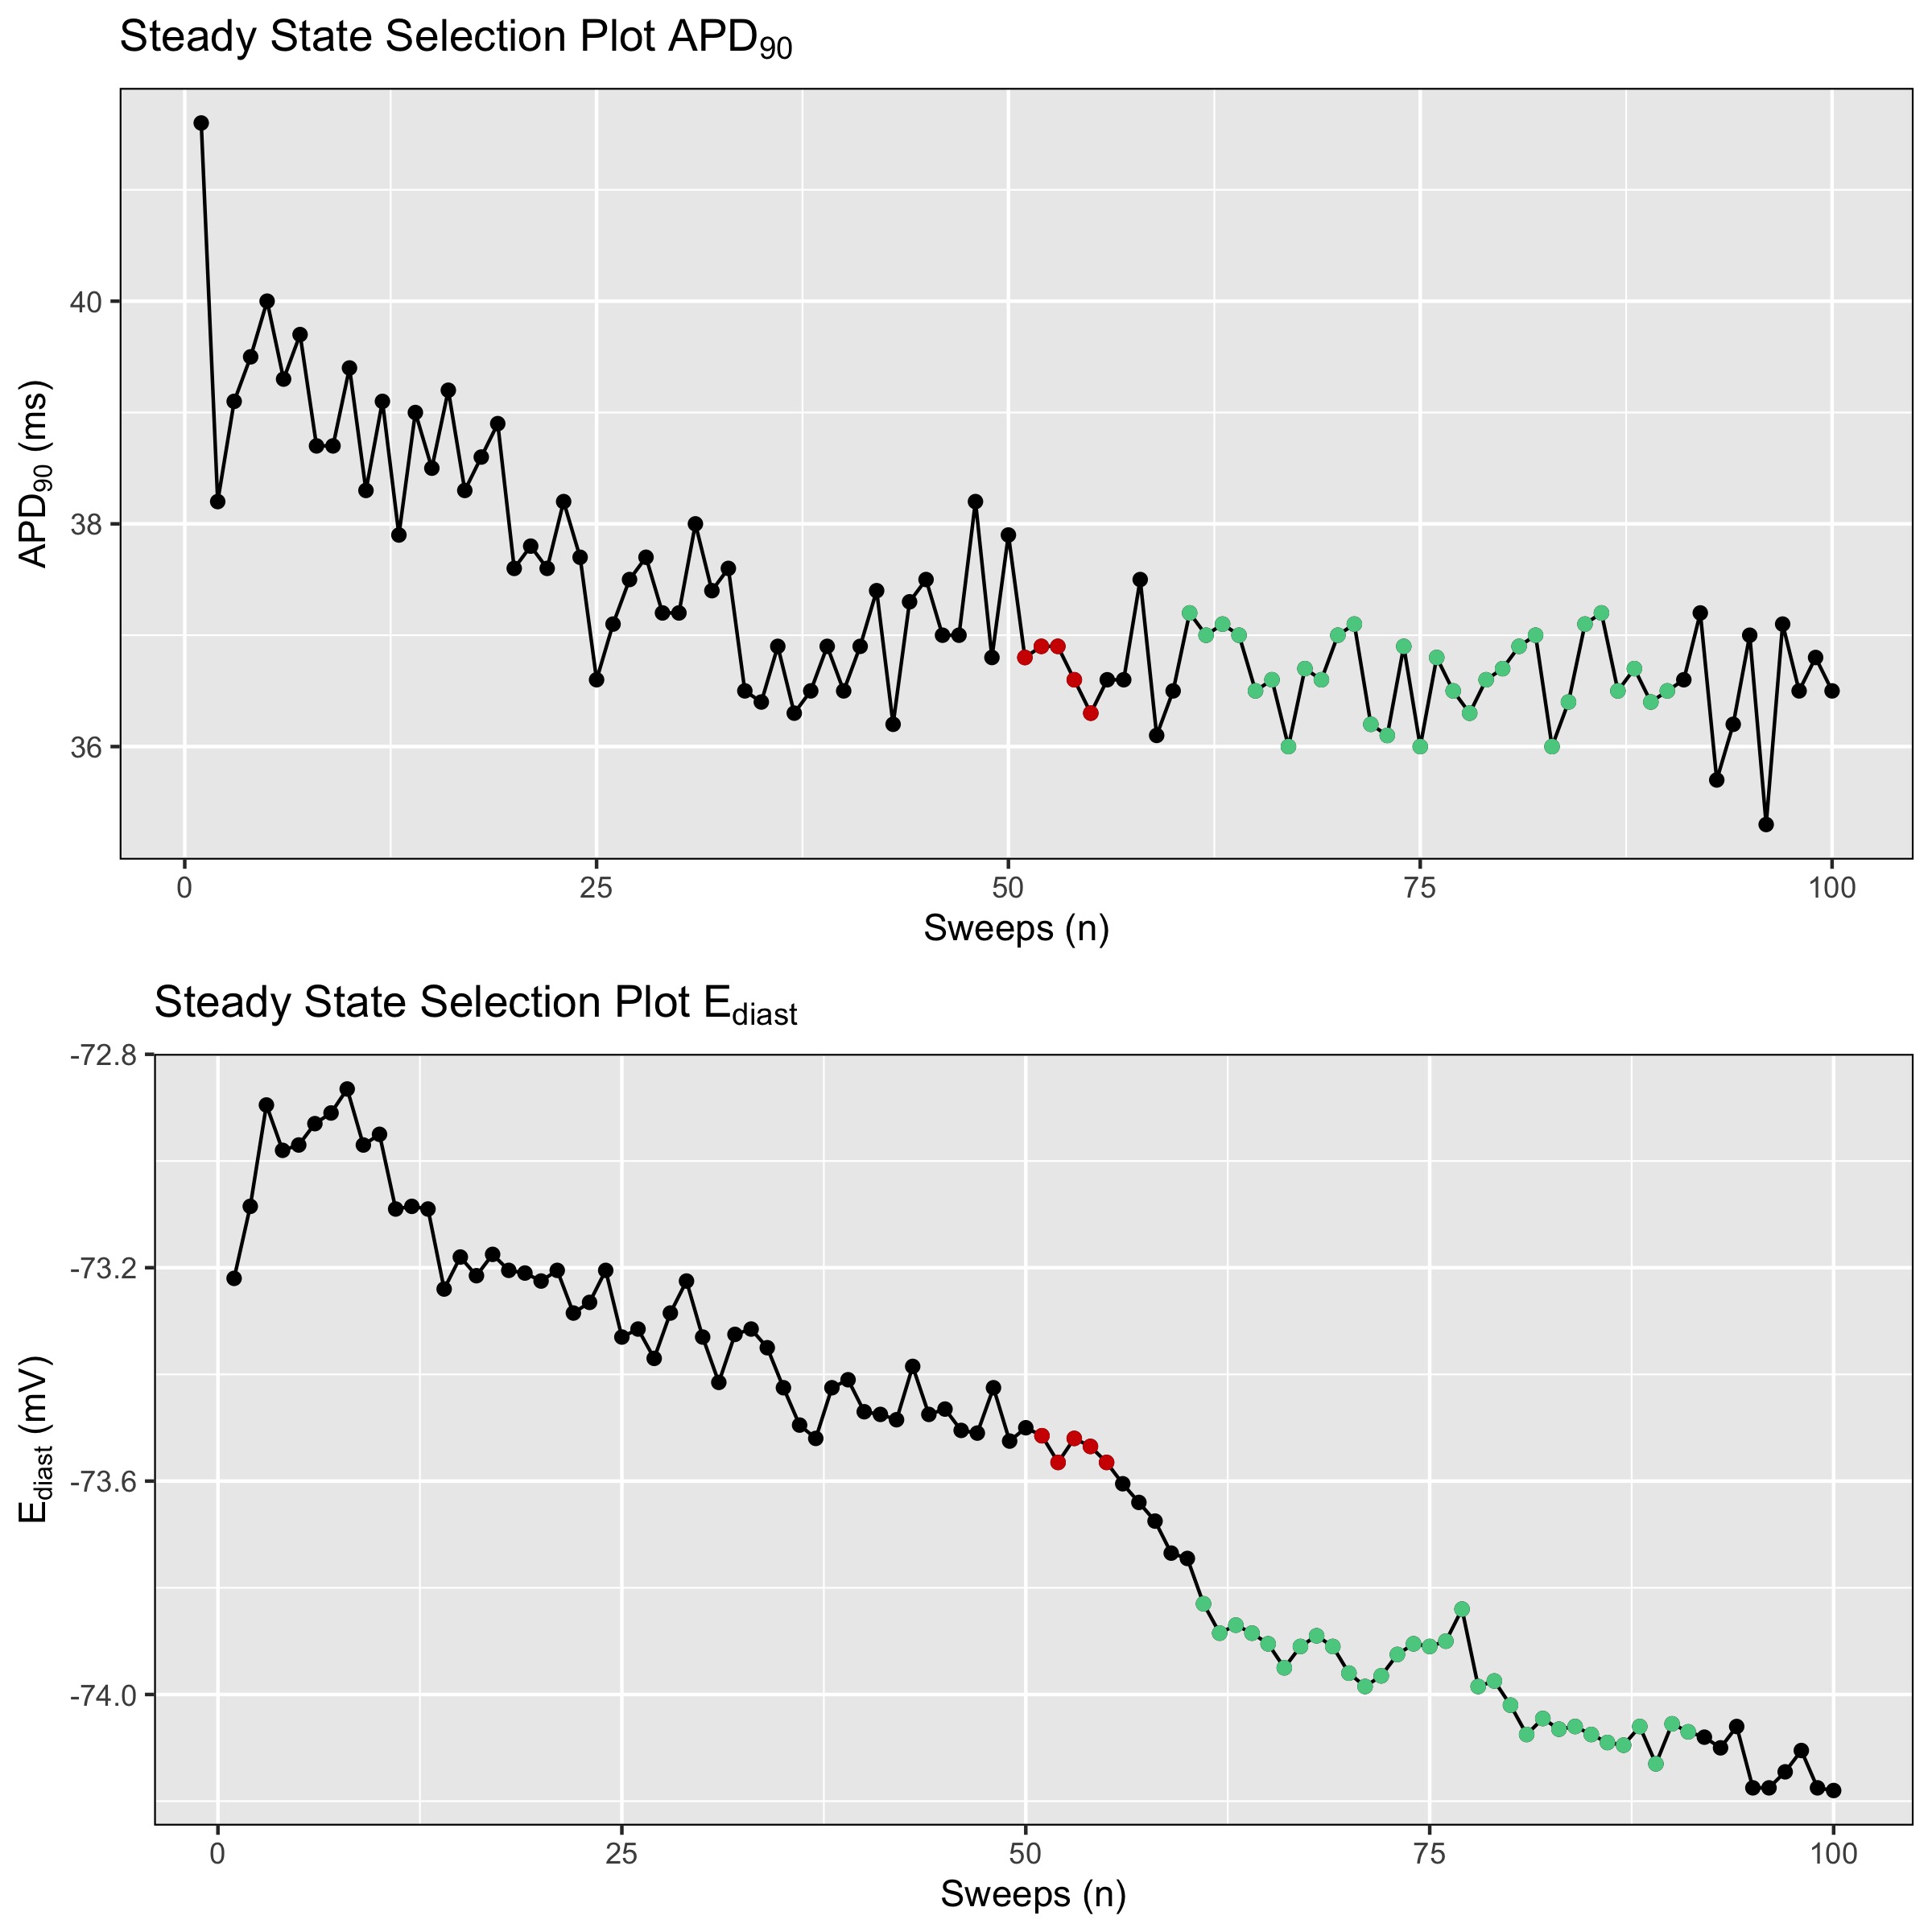 Steady State Selection Plot APD90
40
38
36
APD90 (ms)
0 25 50 75 100
Sweeps (n)
Steady State Selection Plot Ediast
-72.8
-73.2
-73.6
-74.0
Ediast (mV)
0 25 50 75 100
Sweeps (n)